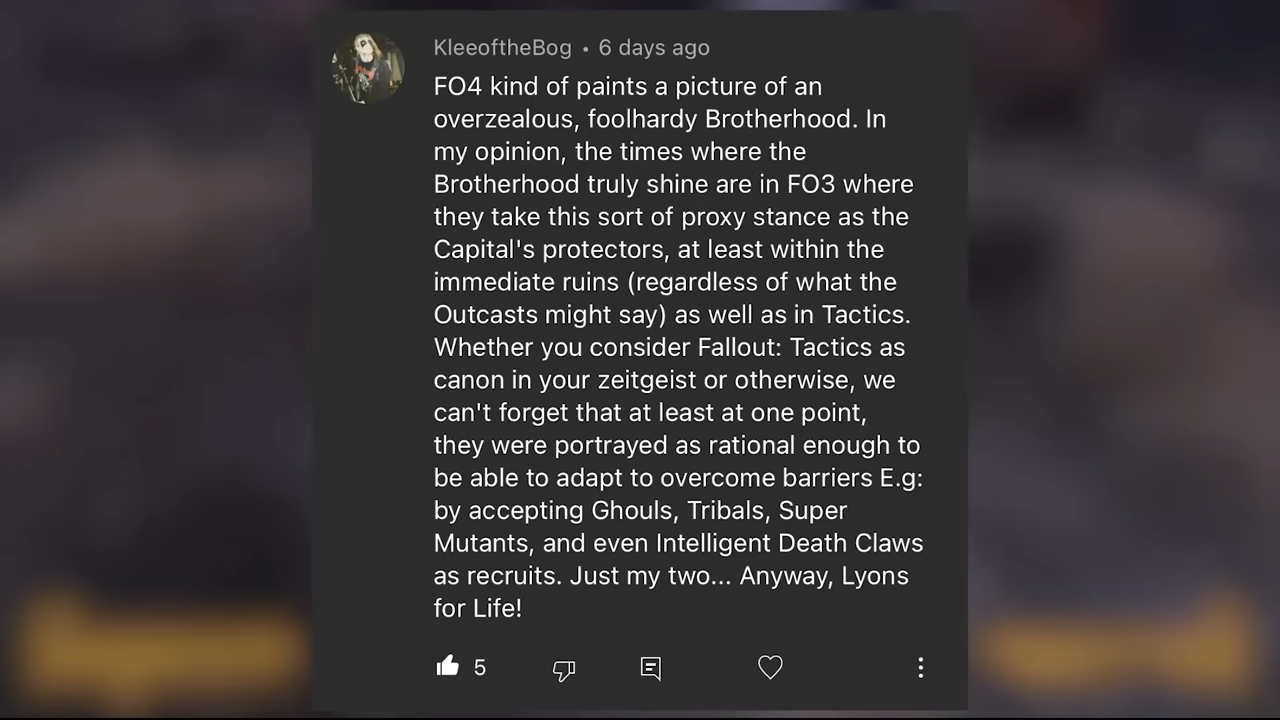 KleeoftheBog • 6 days ago
FO4 kind of paints a picture of an
overzealous, foolhardy Brotherhood. In
my opinion, the times where the
Brotherhood truly shine are in FO3 where
they take this sort of proxy stance as the
Capital's protectors, at least within the
immediate ruins (regardless of what the
Outcasts might say) as well as in Tactics.
Whether you consider Fallout: Tactics as
canon in your zeitgeist or otherwise, we
can't forget that at least at one point,
they were portrayed as rational enough to
be able to adapt to overcome barriers E.g:
by accepting Ghouls, Tribals, Super
Mutants, and even Intelligent Death Claws
as recruits. Just my two... Anyway, Lyons
for Life!
5